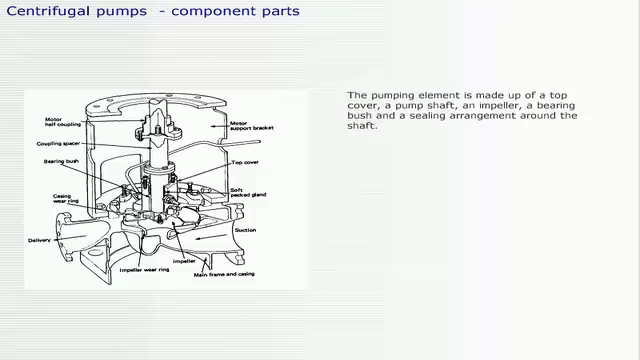 Centrifugal pumps - component parts
The pumping element is made up of a top
cover, a pump shaft, an impeller, a bearing
bush and a sealing arrangement around the
shaft.
Motor
half coupling
Motor
support bracket
Coupling spacer
Bearing bush
Top cover
Casing
wear ring
Soft
packed gland
Delivery
Suction
Impeller
Impeller wear ring
Main frame and casing